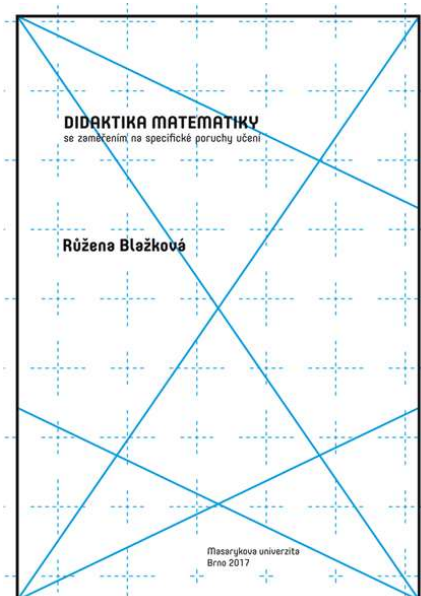 DIDAKTIKA MATEMATIKY
se zaměřením na specifické poruchy učení
Růžena Blažková
Masarykova univerzita
Brno 2017